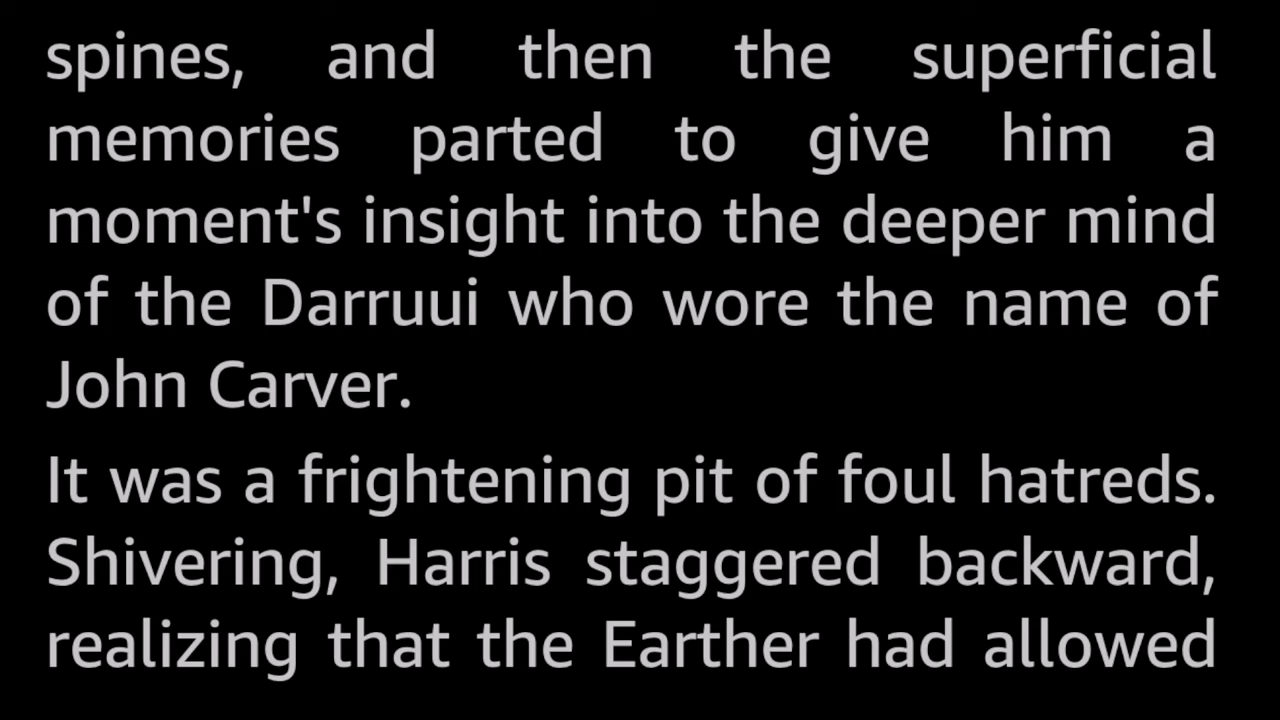 spines, and then the superficial
memories parted to give him a
moment's insight into the deeper mind
of the Darruui who wore the name of
John Carver.
It was a frightening pit of foul hatreds.
Shivering, Harris staggered backward,
realizing that the Earther had allowed